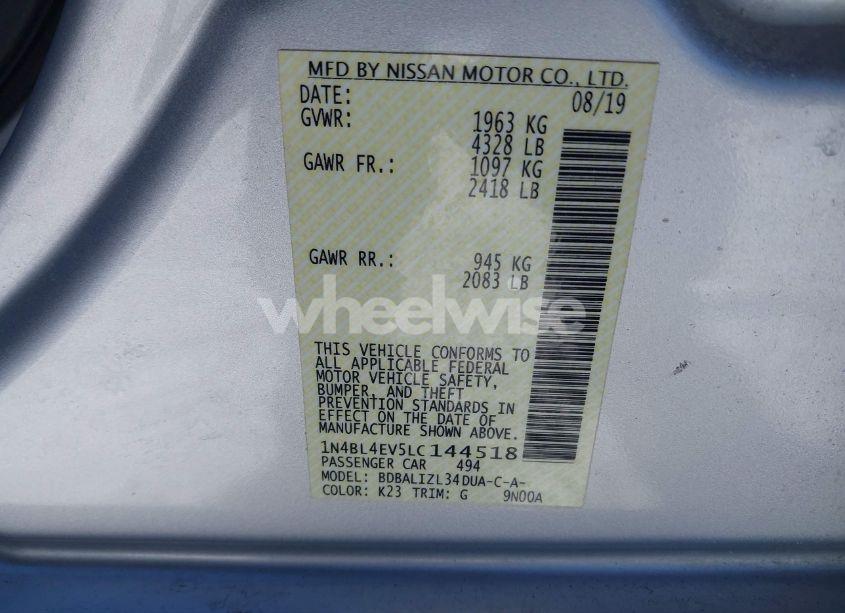 MFD BY NISSAN MOTOR CO., LTD.
DATE: 08/19
GVWR: 1963 KG
4328 LB
GAWR FR.: 1097 KG
2418 LB
GAWR RR.: 945 KG
2083 LB
wheelwise
THIS VEHICLE CONFORMS TO
ALL APPLICABLE FEDERAL
MOTOR VEHICLE SAFETY,
BUMPER, AND THEFT
PREVENTION STANDARDS IN
EFFECT ON THE DATE OF
MANUFACTURE SHOWN ABOVE.
1N4BL4EV5LC144518
PASSENGER CAR 494
MODEL: BDBALIZL34DUA-C-A-
COLOR: K23 TRIM: G 9N00A